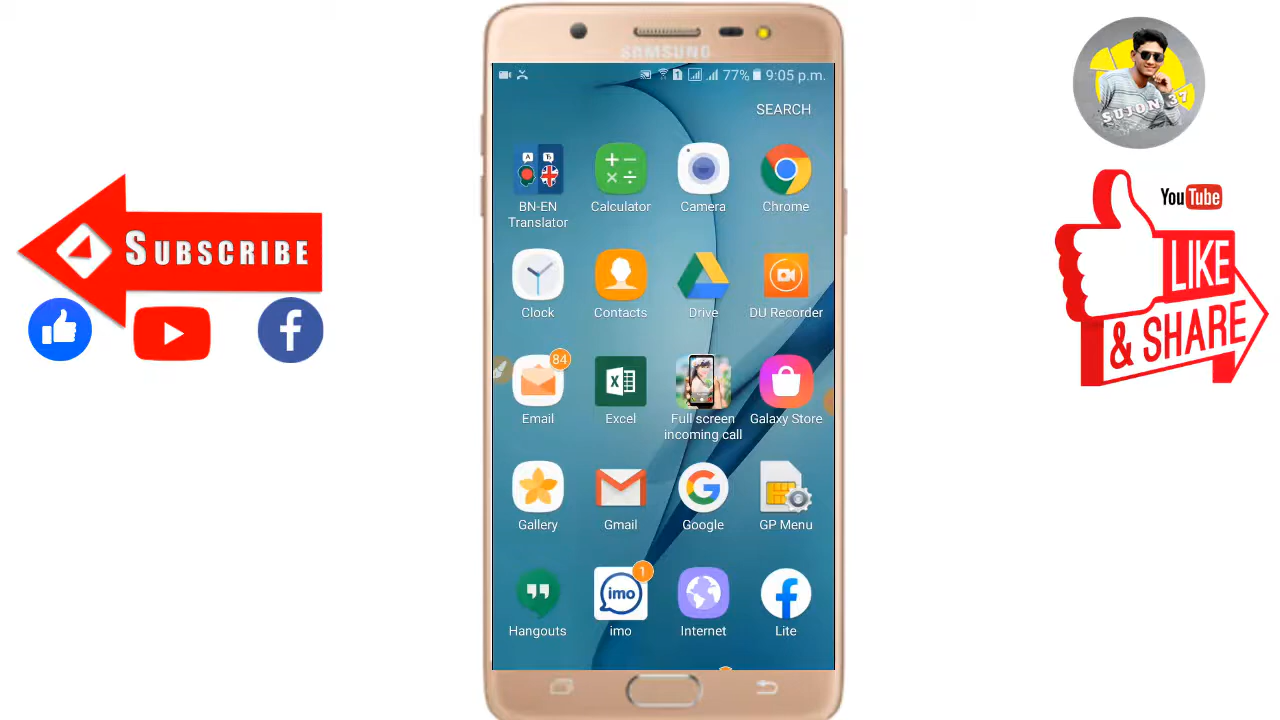 SAMSUNG
77% 9:05 p.m.
SEARCH
BN-EN
Translator
Calculator
Camera
Chrome
Clock
Contacts
Drive
DU Recorder
84
Email
Excel
Full screen
incoming call
Galaxy Store
Gallery
Gmail
Google
GP Menu
Hangouts
imo
1
imo
Internet
Lite
SUBSCRIBE
SUJON 37
YouTube
LIKE
& SHARE